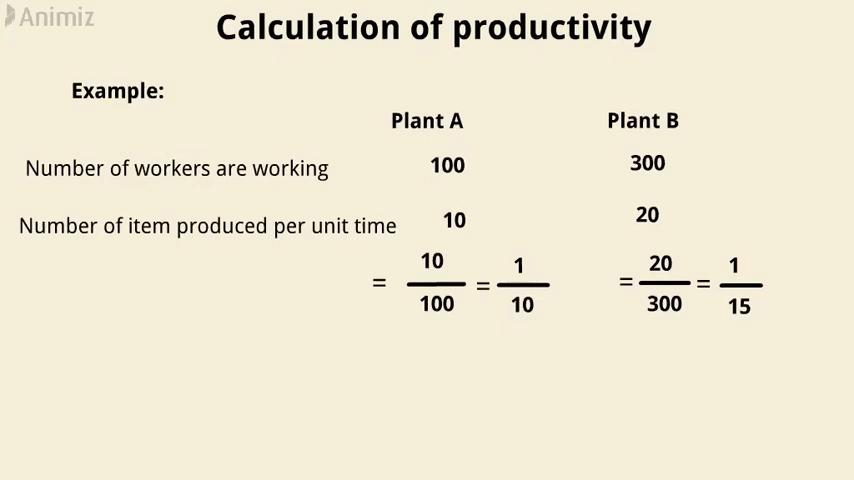 Animiz
Calculation of productivity
Example:
Plant A Plant B
Number of workers are working 100 300
Number of item produced per unit time 10 20
= 10/100 = 1/10 = 20/300 = 1/15